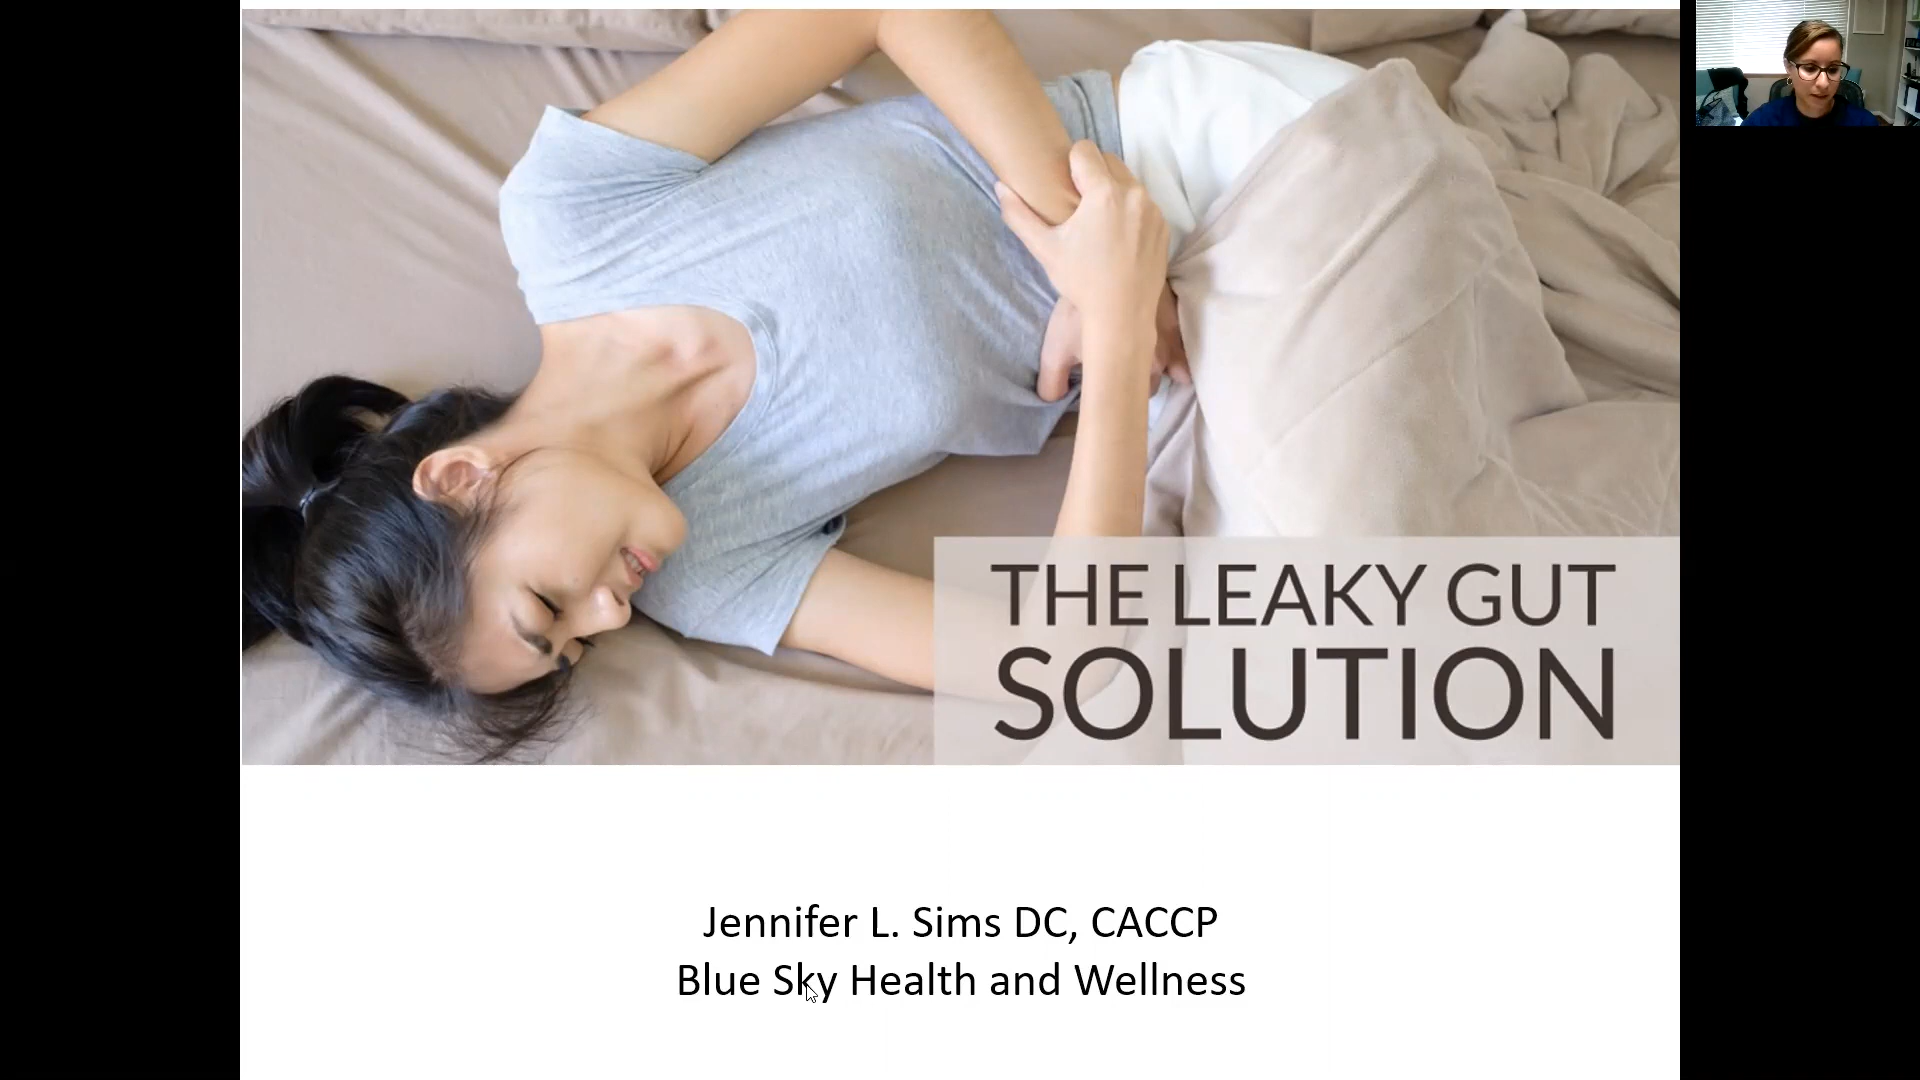 THE LEAKY GUT
SOLUTION
Jennifer L. Sims DC, CACCP
Blue Sky Health and Wellness